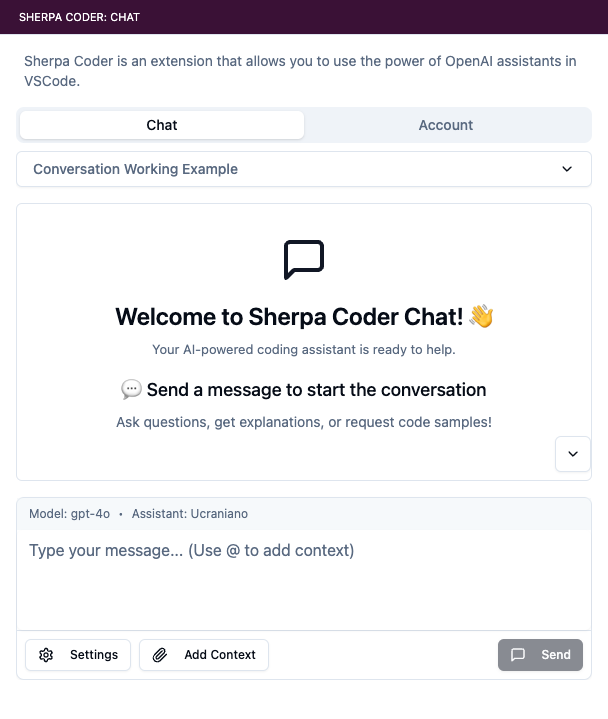 SHERPA CODER: CHAT
Sherpa Coder is an extension that allows you to use the power of OpenAI assistants in
VSCode.
Chat
Account
Conversation Working Example
Welcome to Sherpa Coder Chat! 👋
Your AI-powered coding assistant is ready to help.
💬 Send a message to start the conversation
Ask questions, get explanations, or request code samples!
Model: gpt-4o • Assistant: Ucraniano
Type your message... (Use @ to add context)
Settings
Add Context
Send